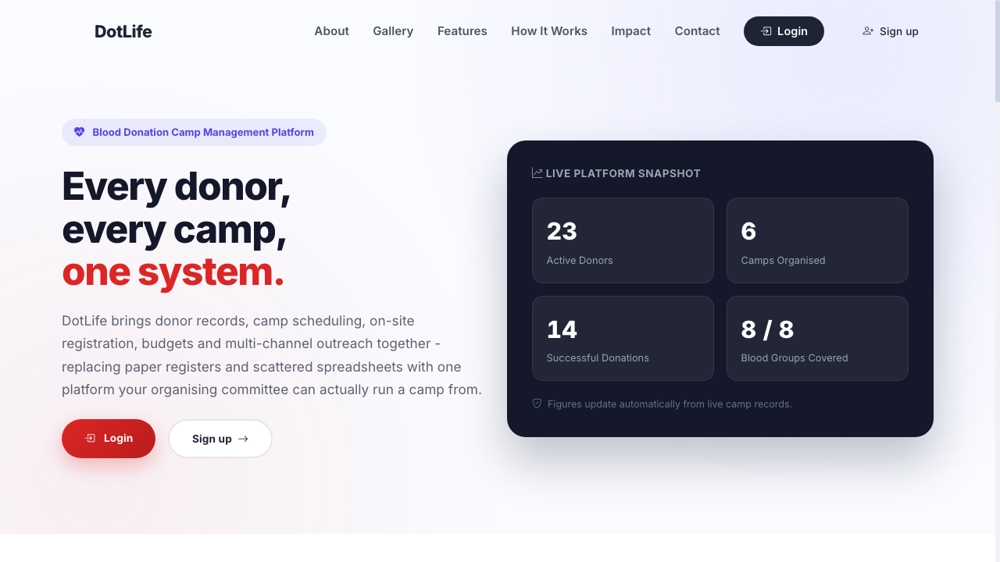 DotLife
About
Gallery
Features
How It Works
Impact
Contact
Login
Sign up
Blood Donation Camp Management Platform
Every donor,
every camp,
one system.
DotLife brings donor records, camp scheduling, on-site
registration, budgets and multi-channel outreach together -
replacing paper registers and scattered spreadsheets with one
platform your organising committee can actually run a camp from.
Login
Sign up
LIVE PLATFORM SNAPSHOT
23
Active Donors
6
Camps Organised
14
Successful Donations
8 / 8
Blood Groups Covered
Figures update automatically from live camp records.